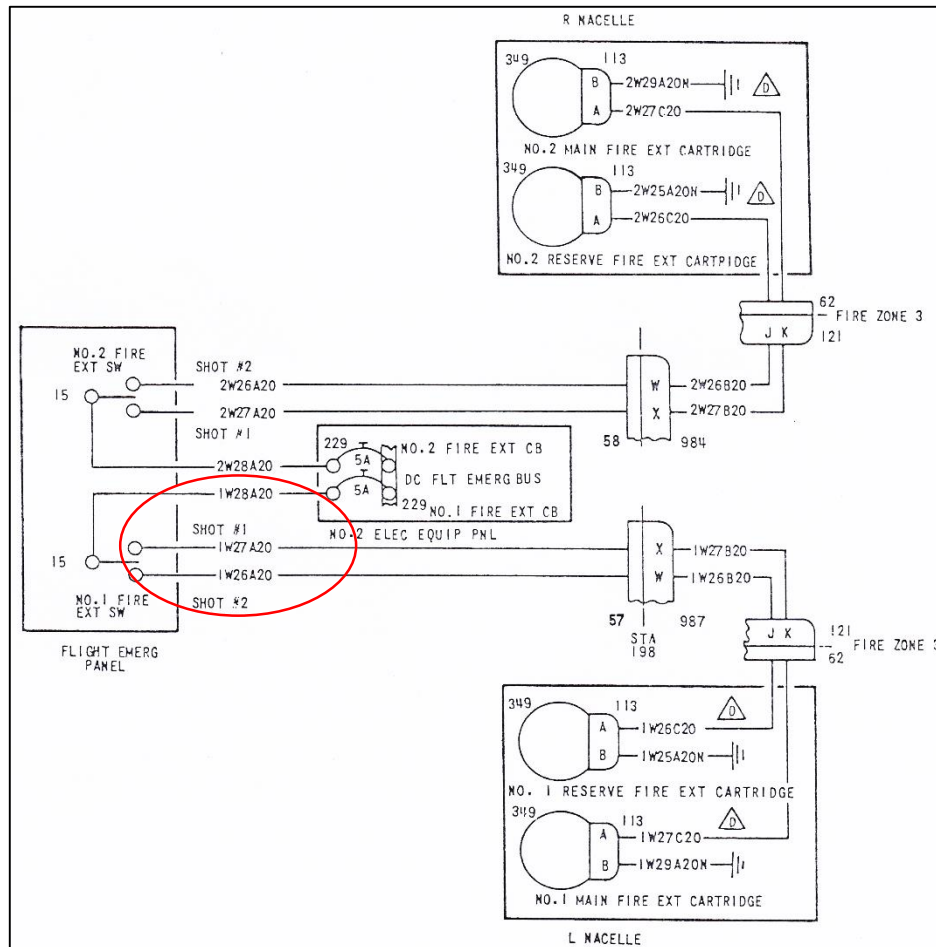 R NACELLE
349
113
B
2W29A20N
D
A
2W27C20
NO.2 MAIN FIRE EXT CARTRIDGE
349
113
B
2W25A20N
D
A
2W26C20
NO.2 RESERVE FIRE EXT CARTPIDGE
62
FIRE ZONE 3
J K
121
NO.2 FIRE
EXT SW
SHOT #2
15
2W26A20
W
2W26B20
2W27A20
X
2W27B20
SHOT #1
58
984
229
NO.2 FIRE EXT CB
5A
2W28A20
DC FLT EMERG BUS
1W28A20
5A
229
NO.1 FIRE EXT CB
NO.2 ELEC EQUIP PNL
SHOT #1
1W27A20
X
1W27B20
15
1W26A20
W
1W26B20
NO.1 FIRE
EXT SW
SHOT #2
57
987
STA
198
J K
121
FIRE ZONE 3
62
FLIGHT EMERG
PANEL
349
113
D
A
1W26C20
B
1W25A20N
NO. 1 RESERVE FIRE EXT CARTRIDGE
349
113
D
A
1W27C20
B
1W29A20N
NO.1 MAIN FIRE EXT CARTRIDGE
L NACELLE